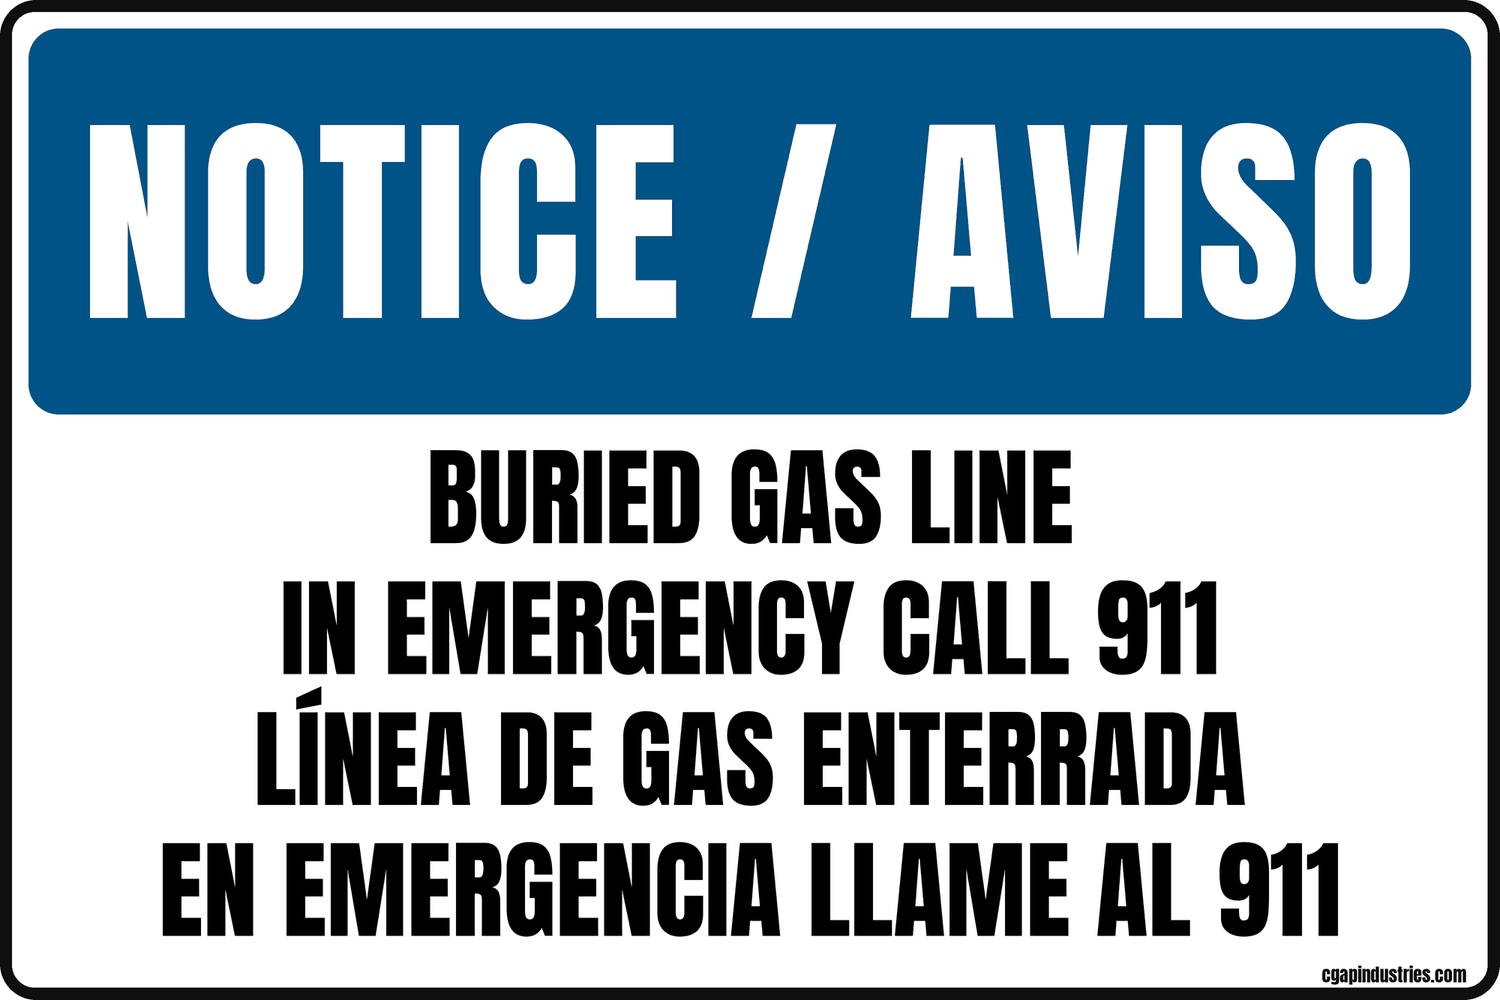 NOTICE / AVISO
BURIED GAS LINE
IN EMERGENCY CALL 911
LÍNEA DE GAS ENTERRADA
EN EMERGENCIA LLAME AL 911
cgapindustries.com